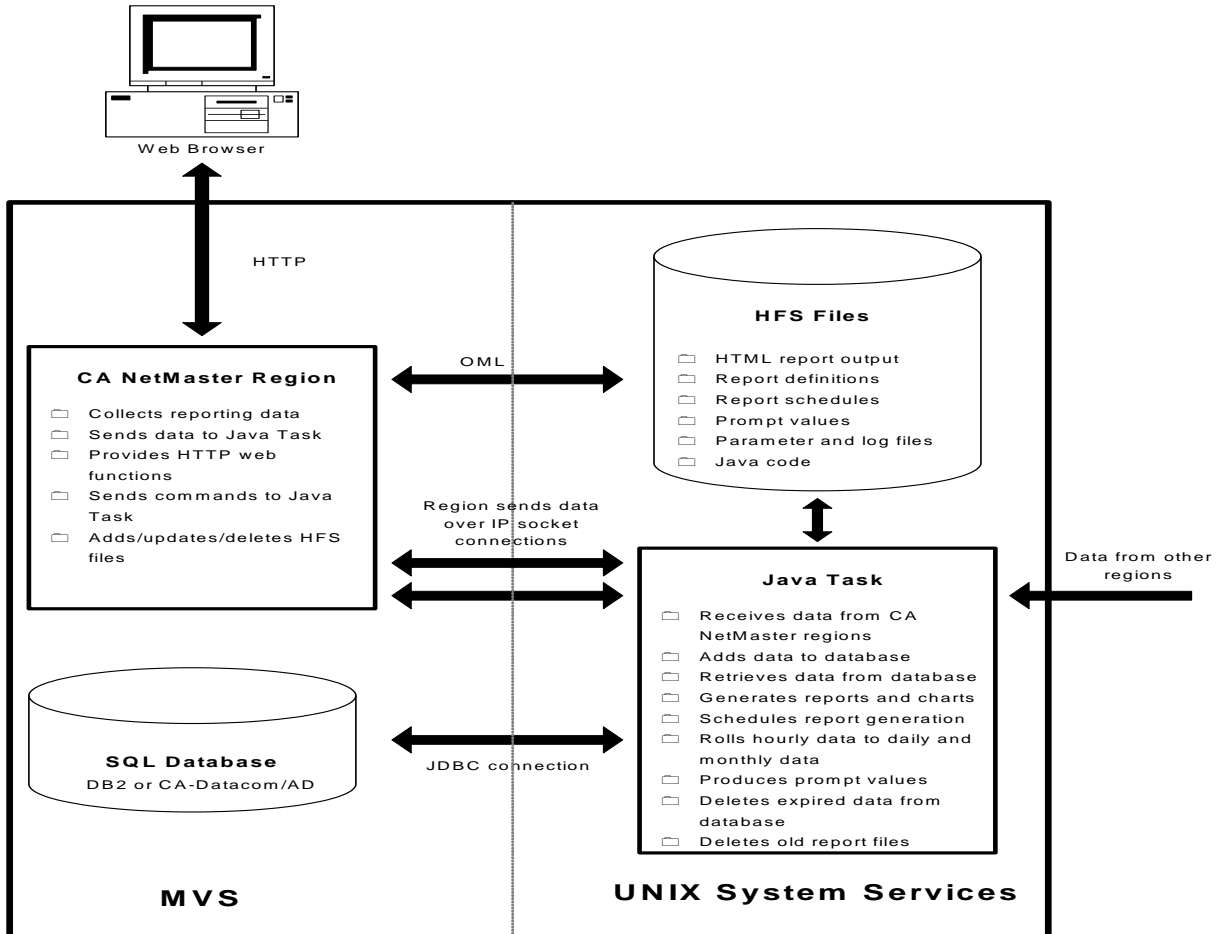 Web Browser
HTTP
CA NetMaster Region
Collects reporting data
Sends data to Java Task
Provides HTTP web
functions
Sends commands to Java
Task
Adds/updates/deletes HFS
files
OML
HFS Files
HTML report output
Report definitions
Report schedules
Prompt values
Parameter and log files
Java code
Region sends data
over IP socket
connections
Data from other
regions
Java Task
Receives data from CA
NetMaster regions
Adds data to database
Retrieves data from database
Generates reports and charts
Schedules report generation
Rolls hourly data to daily and
monthly data
Produces prompt values
Deletes expired data from
database
Deletes old report files
SQL Database
DB2 or CA-Datacom/AD
JDBC connection
MVS
UNIX System Services